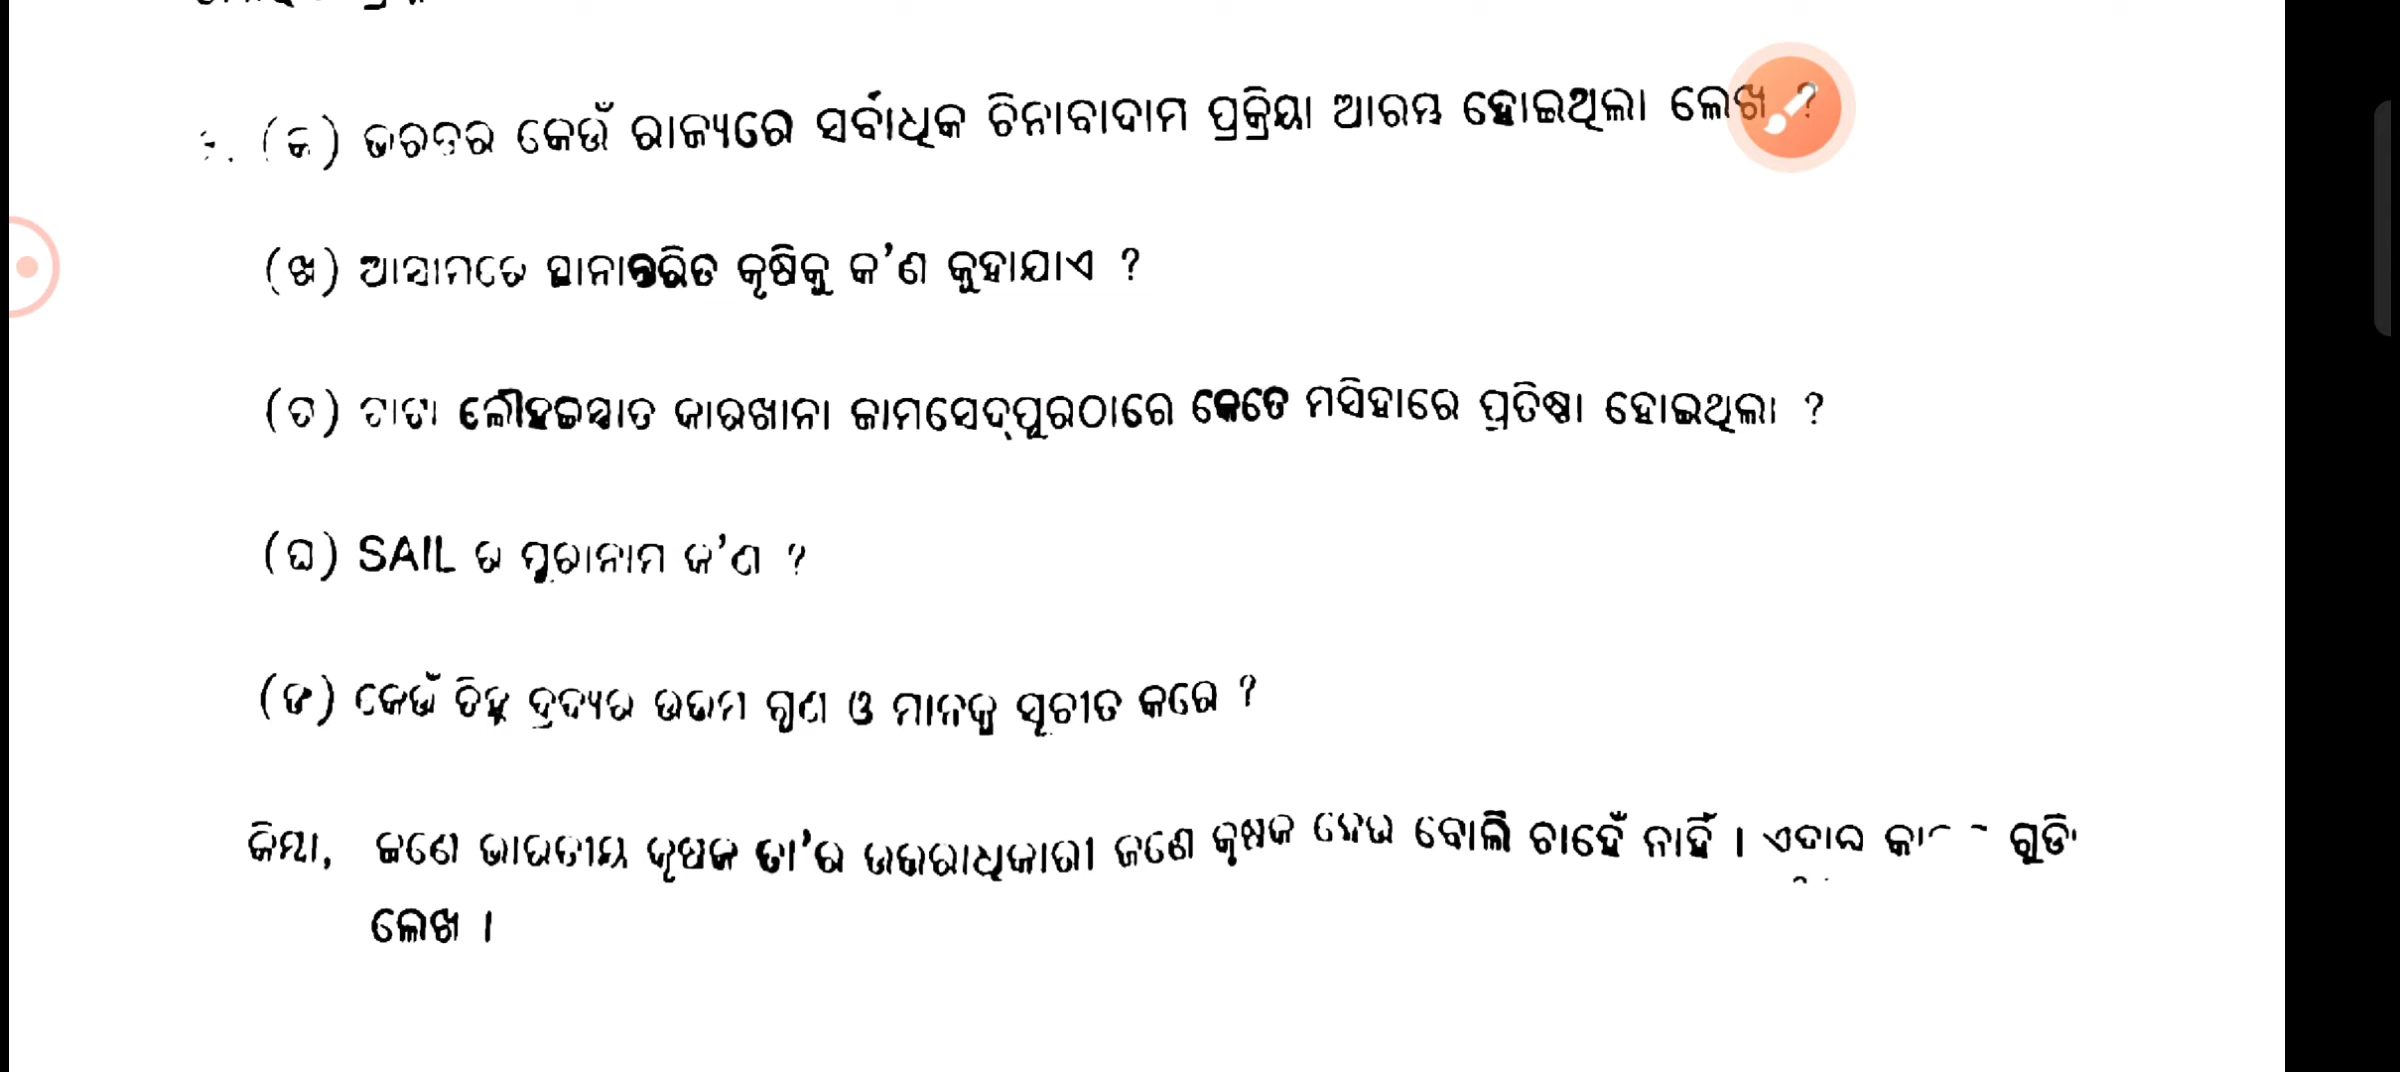 (କ) ଭରତର କେଉଁ ରାଜ୍ୟରେ ସର୍ବାଧିକ ଚିନାବାଦାମ ପ୍ରକ୍ରିୟା ଆରମ୍ଭ ହୋଇଥିଲା ଲେଖ ?
(ଖ) ଆସାମରେ ସ୍ଥାନାନ୍ତରିତ କୃଷିକୁ କ'ଣ କୁହାଯାଏ ?
(ତ) ଟାଟା ଲୌହଇସ୍ପାତ କାରଖାନା ଜାମସେଦ୍‌ପୁରଠାରେ କେତେ ମସିହାରେ ପ୍ରତିଷ୍ଠା ହୋଇଥିଲା ?
(ଘ) SAIL ର ପୁରାନାମ କ'ଣ ?
(ଙ) କେଉଁ ଚିହ୍ନ ଦ୍ରବ୍ୟର ଉତ୍ତମ ଗୁଣ ଓ ମାନକୁ ସୂଚୀତ କରେ ?
କିମ୍ବା, ଜଣେ ଭାରତୀୟ କୃଷକ ତା'ର ଉତ୍ତରାଧିକାରୀ ଜଣେ କୃଷକ ହେଉ ବୋଲି ଚାହେଁ ନାହିଁ । ଏହାର ଗୁଡି
ଲେଖ ।